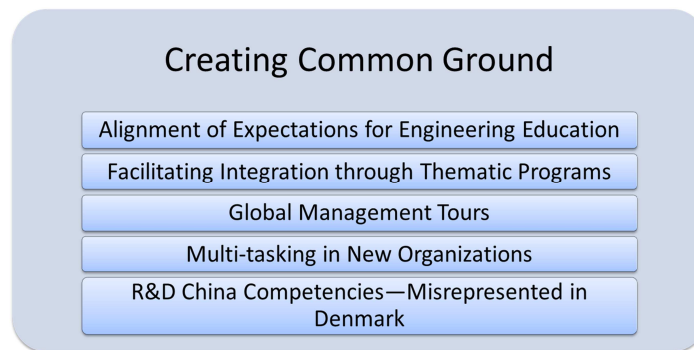 Creating Common Ground
Alignment of Expectations for Engineering Education
Facilitating Integration through Thematic Programs
Global Management Tours
Multi-tasking in New Organizations
R&D China Competencies—Misrepresented in
Denmark